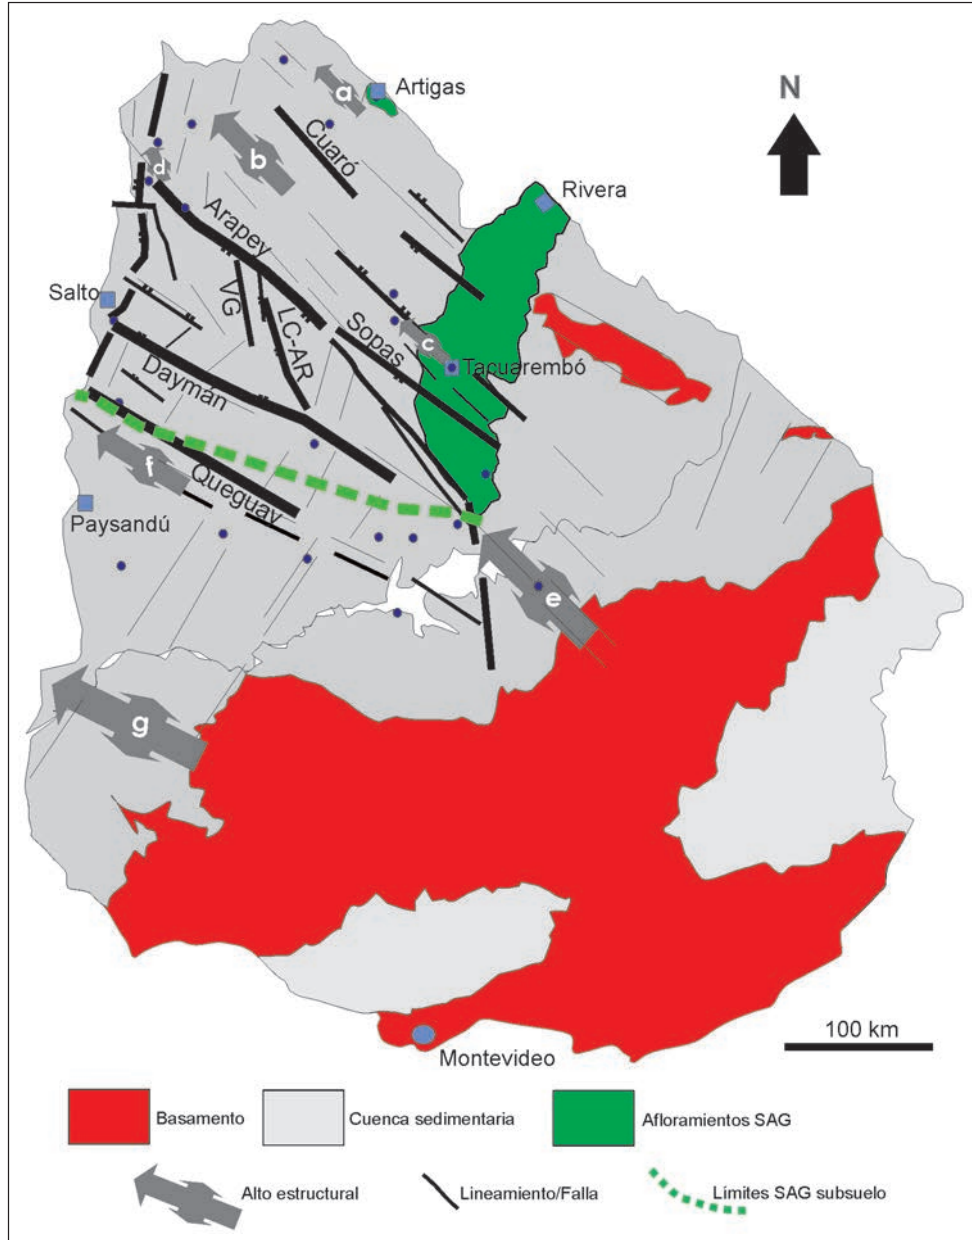 Artigas
N
a
Cuaró
b
d
Rivera
Arapey
Salto
VG
LC-AR
Sopas
c
Tacuarembó
Daymán
f
Queguay
Paysandú
e
g
100 km
Montevideo
Basamento
Cuenca sedimentaria
Afloramientos SAG
Alto estructural
Lineamiento/Falla
Límites SAG subsuelo